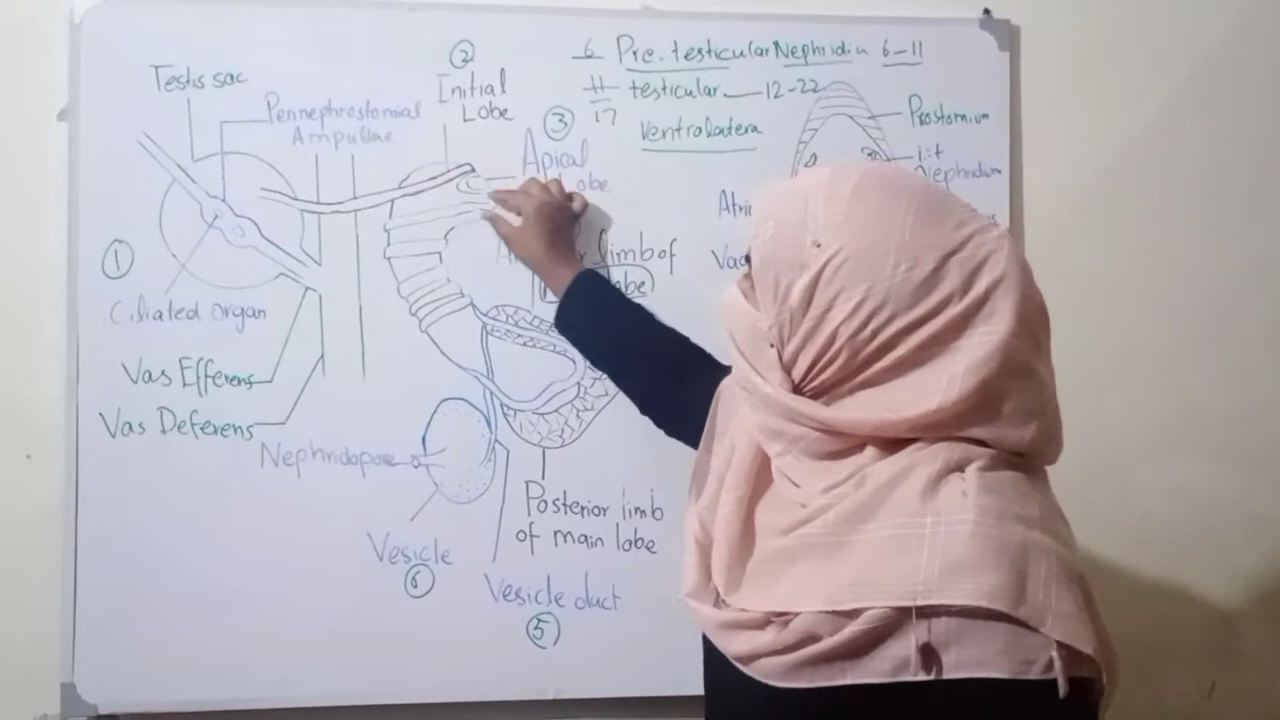 Testis sac
Perinephrostomial
Ampullae
②
Initial
Lobe
③
Apical
Lobe
6 Pre.testicular Nephridia 6-11
11 testicular — 12-22
17
Ventrolatera
Prostomium
1st
Nephridium
①
Ciliated organ
limb of
Vas Efferens
Vas Deferens
Nephridopore
Posterior limb
of main lobe
Vesicle
⑥
Vesicle duct
⑤